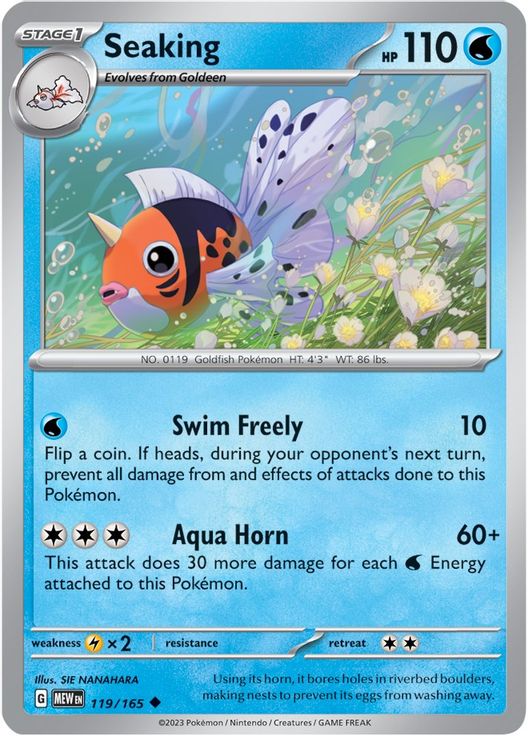 STAGE1
Seaking
HP 110
Evolves from Goldeen
NO. 0119 Goldfish Pokémon HT: 4'3" WT: 86 lbs.
Swim Freely 10
Flip a coin. If heads, during your opponent's next turn,
prevent all damage from and effects of attacks done to this
Pokémon.
Aqua Horn 60+
This attack does 30 more damage for each Energy
attached to this Pokémon.
weakness ×2 resistance retreat
Illus. SIE NANAHARA
Using its horn, it bores holes in riverbed boulders,
making nests to prevent its eggs from washing away.
G MEW EN 119/165
©2023 Pokémon / Nintendo / Creatures / GAME FREAK